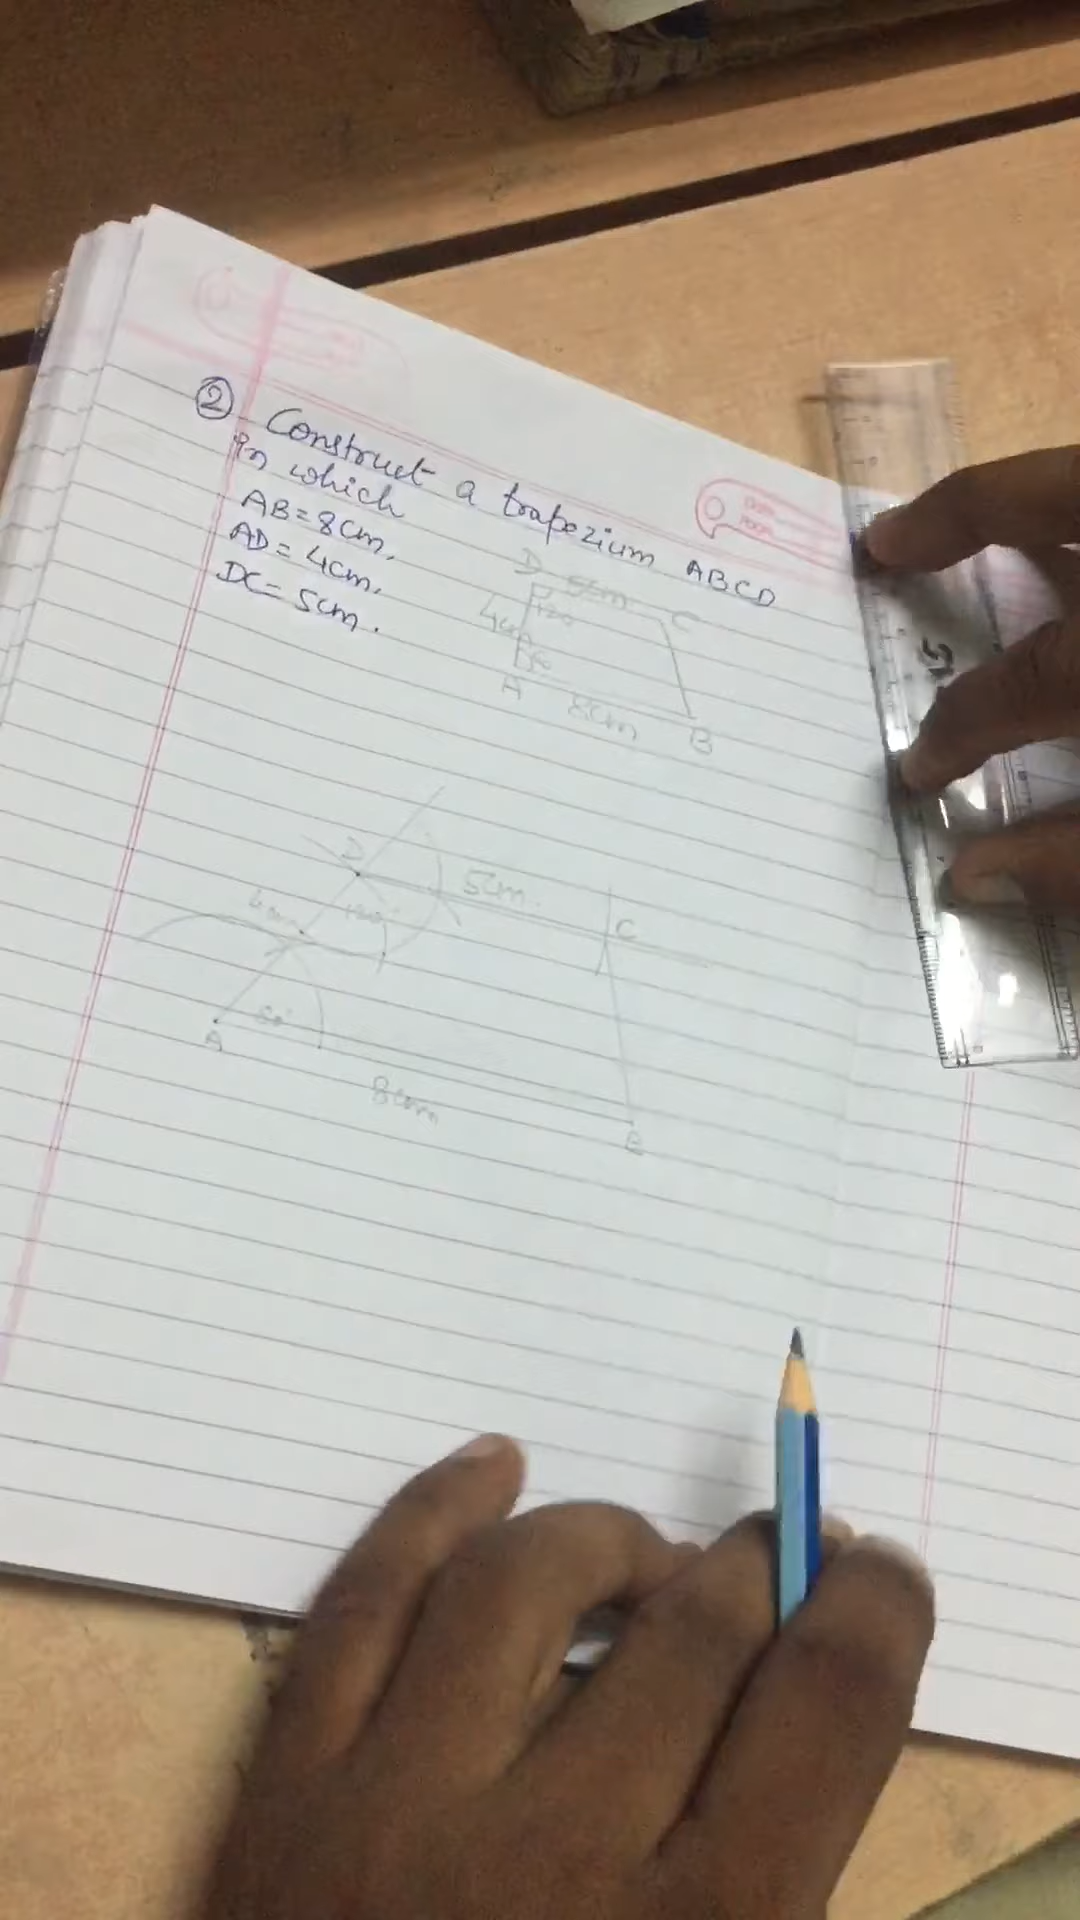 ② Construct a trapezium ABCD
in which
AB = 8cm,
AD = 4cm,
DC = 5cm.
D 5cm C
120
60
A 8cm B
D 5cm. C
4cm 120°
A 60°
8cm
B